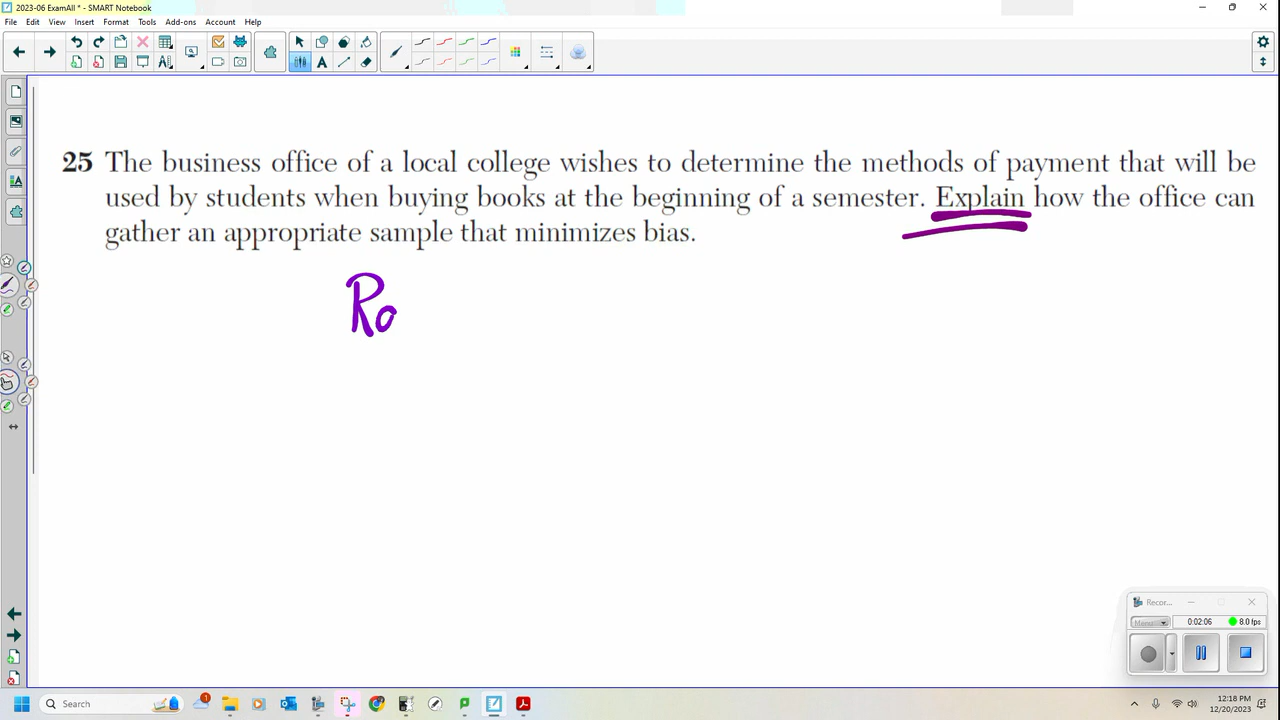 2023-06 ExamAll * - SMART Notebook
File Edit View Insert Format Tools Add-ons Account Help
25 The business office of a local college wishes to determine the methods of payment that will be
used by students when buying books at the beginning of a semester. Explain how the office can
gather an appropriate sample that minimizes bias.
Ra
Recor...
0:02:06 8.0 fps
Search
1
12:18 PM
12/20/2023